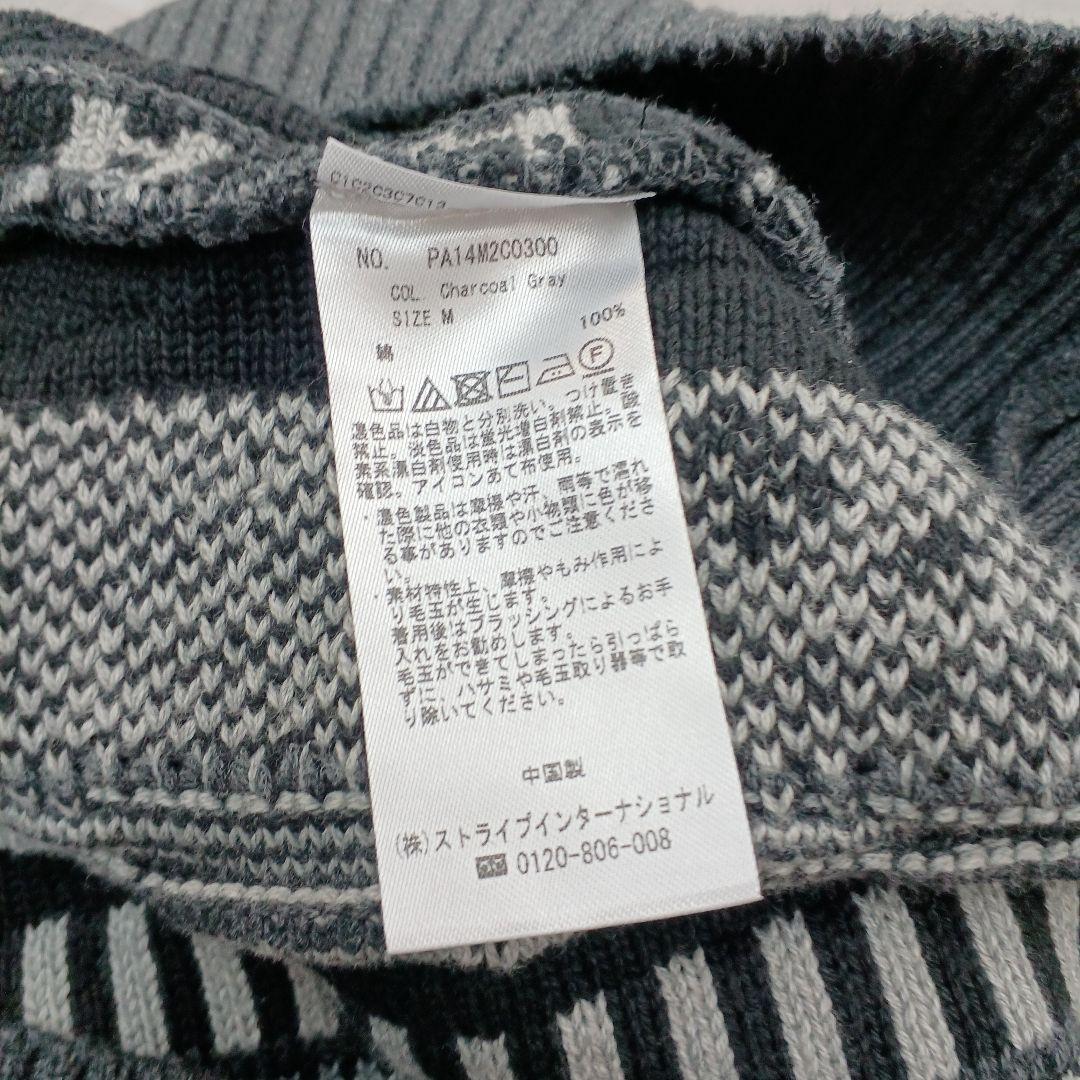 C1C2C3C7C13
NO. PA14M2C0300
COL. Charcoal Gray
SIZE M
綿 100%
F
濃色品は白物と分別洗い。つけ置き
禁止。淡色品は蛍光増白剤禁止。酸
素系漂白剤使用時は漂白剤の表示を
確認。アイコンあて布使用。
・濃色製品は摩擦や汗、雨等で濡れ
た際に他の衣類や小物類に色が移
る事がありますのでご注意くださ
い。
・素材特性上、摩擦やもみ作用によ
り毛玉が生じます。
着用後はブラッシングによるお手
入れをお勧めします。
毛玉ができてしまったら引っぱら
ずに、ハサミや毛玉取り器等で取
り除いてください。
中国製
(株)ストライプインターナショナル
0120-806-008